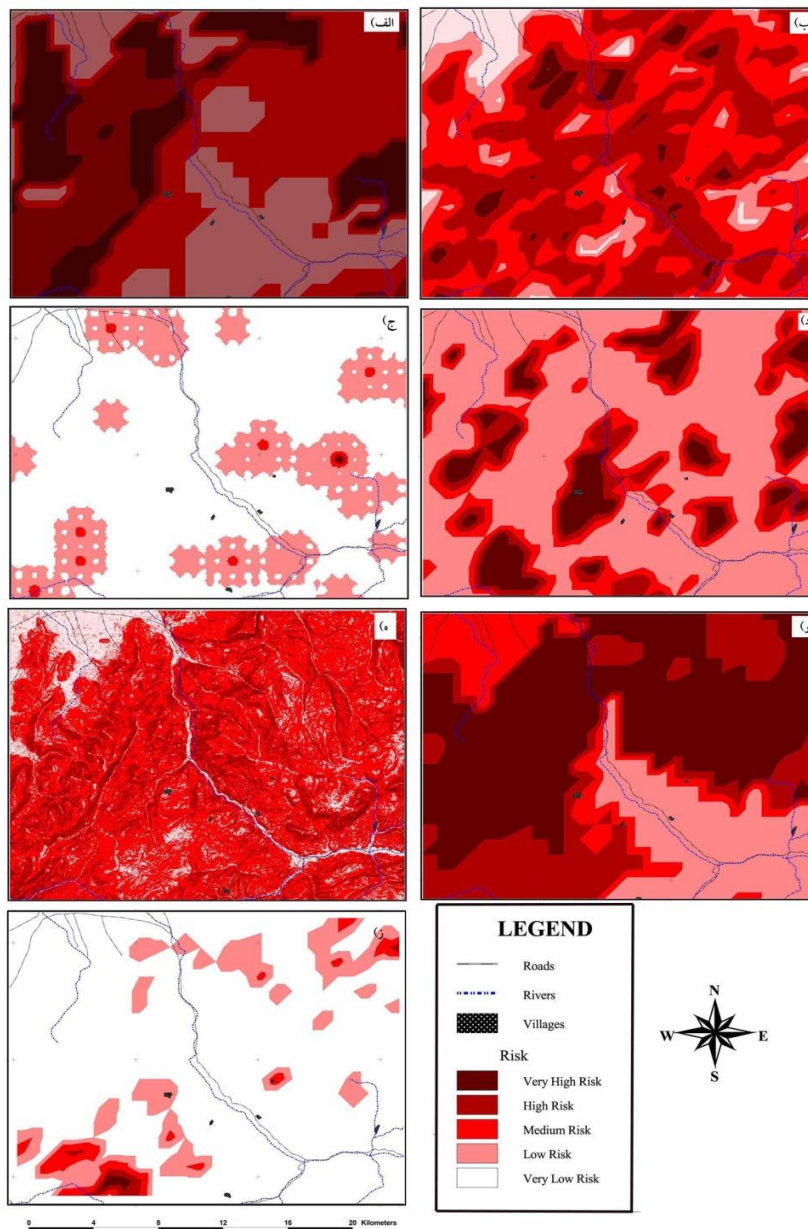 الف)
ب)
ج)
د)
ه)
و)
ز)
LEGEND
Roads
Rivers
Villages
Risk
Very High Risk
High Risk
Medium Risk
Low Risk
Very Low Risk
N
W E
S
0 4 8 12 16 20 Kilometers